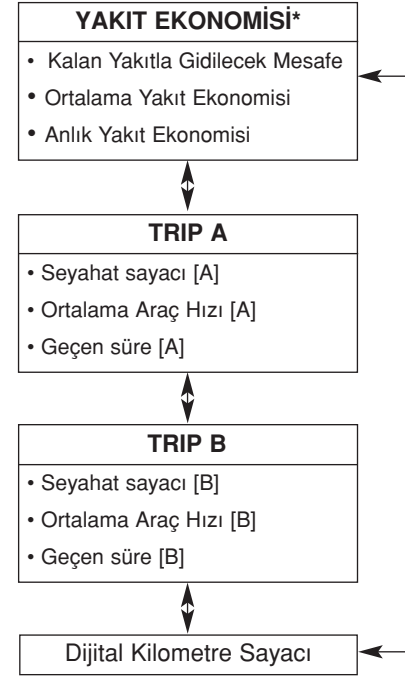 YAKIT EKONOMİSİ*
• Kalan Yakıtla Gidilecek Mesafe
• Ortalama Yakıt Ekonomisi
• Anlık Yakıt Ekonomisi
TRIP A
• Seyahat sayacı [A]
• Ortalama Araç Hızı [A]
• Geçen süre [A]
TRIP B
• Seyahat sayacı [B]
• Ortalama Araç Hızı [B]
• Geçen süre [B]
Dijital Kilometre Sayacı